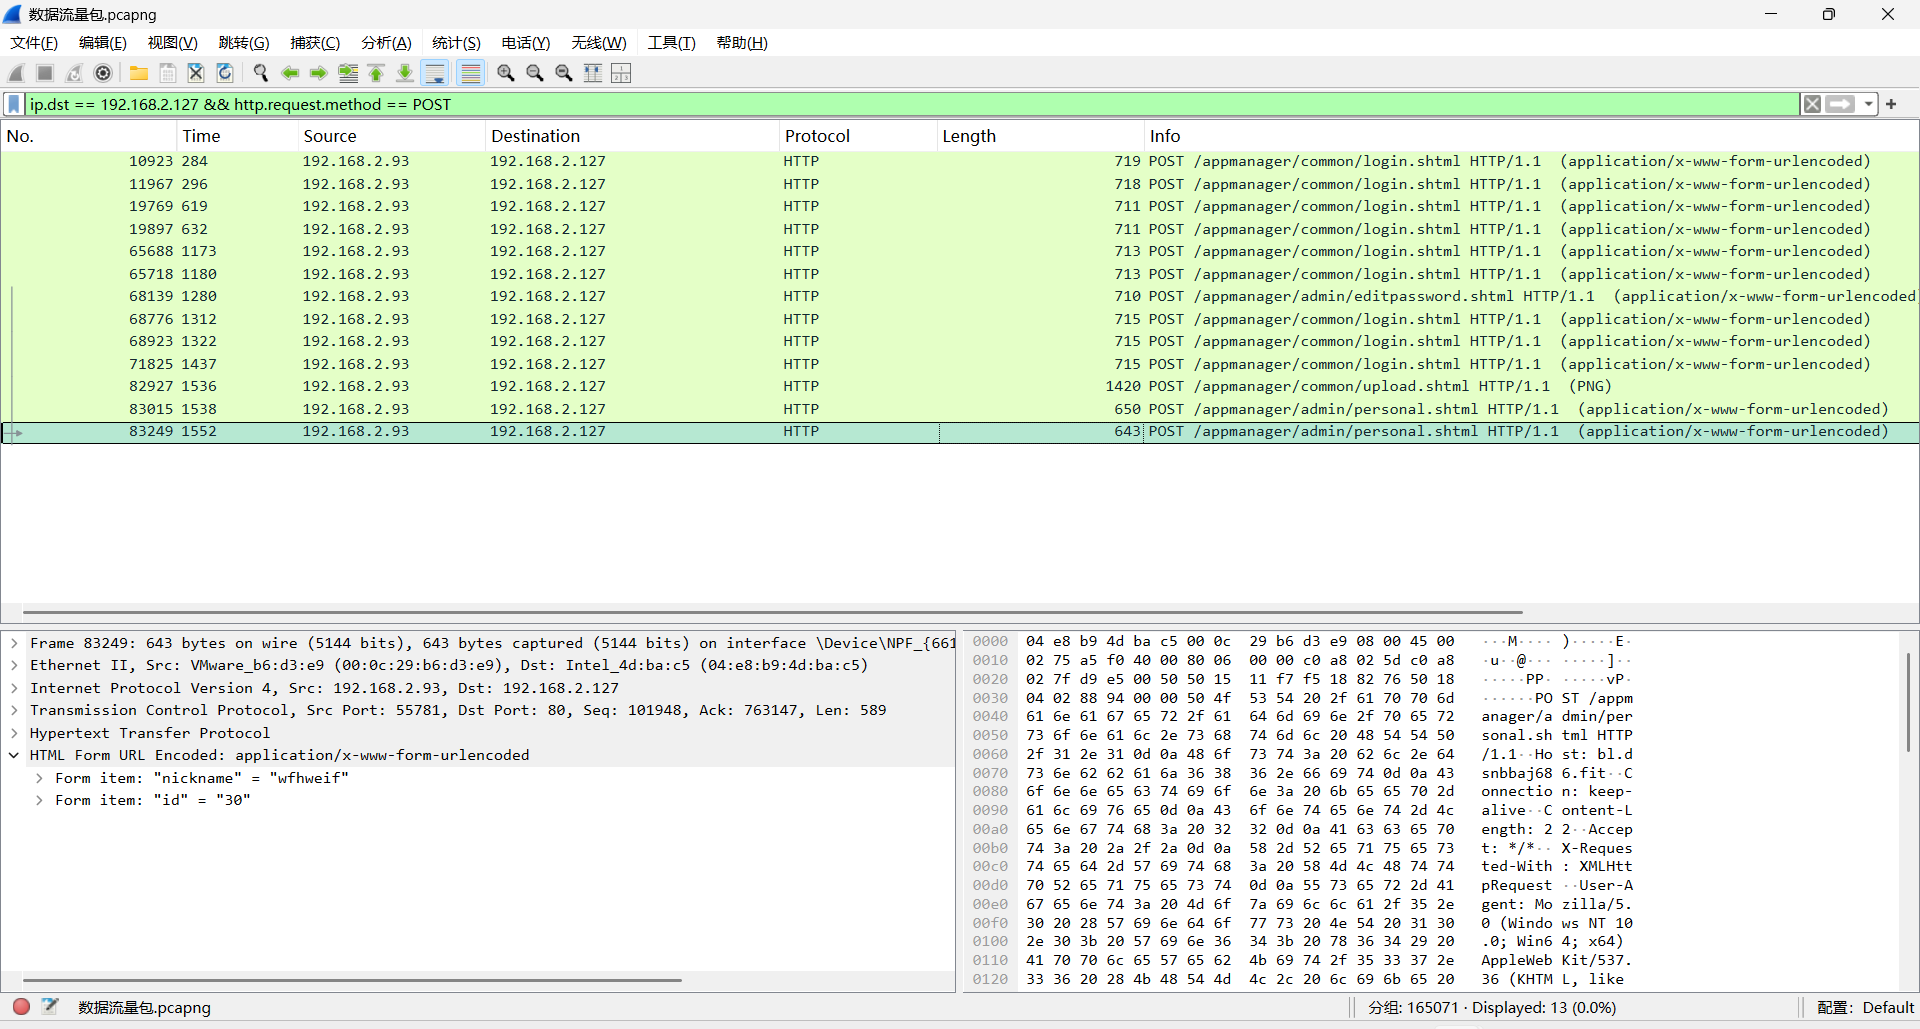 数据流量包.pcapng
文件(F) 编辑(E) 视图(V) 跳转(G) 捕获(C) 分析(A) 统计(S) 电话(Y) 无线(W) 工具(T) 帮助(H)
ip.dst == 192.168.2.127 && http.request.method == POST
No. Time Source Destination Protocol Length Info
10923 284 192.168.2.93 192.168.2.127 HTTP 719 POST /appmanager/common/login.shtml HTTP/1.1 (application/x-www-form-urlencoded)
11967 296 192.168.2.93 192.168.2.127 HTTP 718 POST /appmanager/common/login.shtml HTTP/1.1 (application/x-www-form-urlencoded)
19769 619 192.168.2.93 192.168.2.127 HTTP 711 POST /appmanager/common/login.shtml HTTP/1.1 (application/x-www-form-urlencoded)
19897 632 192.168.2.93 192.168.2.127 HTTP 711 POST /appmanager/common/login.shtml HTTP/1.1 (application/x-www-form-urlencoded)
65688 1173 192.168.2.93 192.168.2.127 HTTP 713 POST /appmanager/common/login.shtml HTTP/1.1 (application/x-www-form-urlencoded)
65718 1180 192.168.2.93 192.168.2.127 HTTP 713 POST /appmanager/common/login.shtml HTTP/1.1 (application/x-www-form-urlencoded)
68139 1280 192.168.2.93 192.168.2.127 HTTP 710 POST /appmanager/admin/editpassword.shtml HTTP/1.1 (application/x-www-form-urlencoded
68776 1312 192.168.2.93 192.168.2.127 HTTP 715 POST /appmanager/common/login.shtml HTTP/1.1 (application/x-www-form-urlencoded)
68923 1322 192.168.2.93 192.168.2.127 HTTP 715 POST /appmanager/common/login.shtml HTTP/1.1 (application/x-www-form-urlencoded)
71825 1437 192.168.2.93 192.168.2.127 HTTP 715 POST /appmanager/common/login.shtml HTTP/1.1 (application/x-www-form-urlencoded)
82927 1536 192.168.2.93 192.168.2.127 HTTP 1420 POST /appmanager/common/upload.shtml HTTP/1.1 (PNG)
83015 1538 192.168.2.93 192.168.2.127 HTTP 650 POST /appmanager/admin/personal.shtml HTTP/1.1 (application/x-www-form-urlencoded)
83249 1552 192.168.2.93 192.168.2.127 HTTP 643 POST /appmanager/admin/personal.shtml HTTP/1.1 (application/x-www-form-urlencoded)
Frame 83249: 643 bytes on wire (5144 bits), 643 bytes captured (5144 bits) on interface \Device\NPF_{661
Ethernet II, Src: VMware_b6:d3:e9 (00:0c:29:b6:d3:e9), Dst: Intel_4d:ba:c5 (04:e8:b9:4d:ba:c5)
Internet Protocol Version 4, Src: 192.168.2.93, Dst: 192.168.2.127
Transmission Control Protocol, Src Port: 55781, Dst Port: 80, Seq: 101948, Ack: 763147, Len: 589
Hypertext Transfer Protocol
HTML Form URL Encoded: application/x-www-form-urlencoded
Form item: "nickname" = "wfhweif"
Form item: "id" = "30"
0000 04 e8 b9 4d ba c5 00 0c 29 b6 d3 e9 08 00 45 00 ···M···· )·····E·
0010 02 75 a5 f0 40 00 80 06 00 00 c0 a8 02 5d c0 a8 ·u··@··· ·····]··
0020 02 7f d9 e5 00 50 50 15 11 f7 f5 18 82 76 50 18 ·····PP· ·····vP·
0030 04 02 88 94 00 00 50 4f 53 54 20 2f 61 70 70 6d ······PO ST /appm
0040 61 6e 61 67 65 72 2f 61 64 6d 69 6e 2f 70 65 72 anager/a dmin/per
0050 73 6f 6e 61 6c 2e 73 68 74 6d 6c 20 48 54 54 50 sonal.sh tml HTTP
0060 2f 31 2e 31 0d 0a 48 6f 73 74 3a 20 62 6c 2e 64 /1.1··Ho st: bl.d
0070 73 6e 62 62 61 6a 36 38 36 2e 66 69 74 0d 0a 43 snbbaj68 6.fit··C
0080 6f 6e 6e 65 63 74 69 6f 6e 3a 20 6b 65 65 70 2d onnectio n: keep-
0090 61 6c 69 76 65 0d 0a 43 6f 6e 74 65 6e 74 2d 4c alive··C ontent-L
00a0 65 6e 67 74 68 3a 20 32 32 0d 0a 41 63 63 65 70 ength: 2 2··Accep
00b0 74 3a 20 2a 2f 2a 0d 0a 58 2d 52 65 71 75 65 73 t: */*·· X-Reques
00c0 74 65 64 2d 57 69 74 68 3a 20 58 4d 4c 48 74 74 ted-With : XMLHtt
00d0 70 52 65 71 75 65 73 74 0d 0a 55 73 65 72 2d 41 pRequest ··User-A
00e0 67 65 6e 74 3a 20 4d 6f 7a 69 6c 6c 61 2f 35 2e gent: Mo zilla/5.
00f0 30 20 28 57 69 6e 64 6f 77 73 20 4e 54 20 31 30 0 (Windo ws NT 10
0100 2e 30 3b 20 57 69 6e 36 34 3b 20 78 36 34 29 20 .0; Win6 4; x64)
0110 41 70 70 6c 65 57 65 62 4b 69 74 2f 35 33 37 2e AppleWeb Kit/537.
0120 33 36 20 28 4b 48 54 4d 4c 2c 20 6c 69 6b 65 20 36 (KHTM L, like
数据流量包.pcapng 分组: 165071 · Displayed: 13 (0.0%) 配置: Default